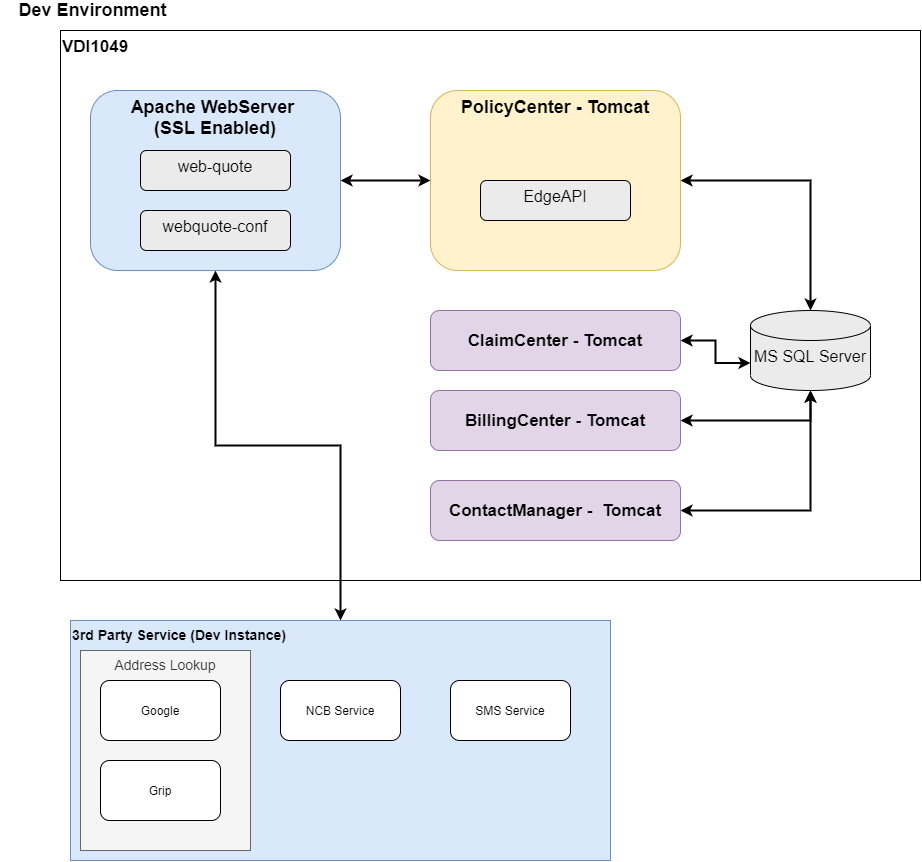 Dev Environment
VDI1049
Apache WebServer
(SSL Enabled)
web-quote
webquote-conf
PolicyCenter - Tomcat
EdgeAPI
ClaimCenter - Tomcat
MS SQL Server
BillingCenter - Tomcat
ContactManager -  Tomcat
3rd Party Service (Dev Instance)
Address Lookup
Google
NCB Service
SMS Service
Grip